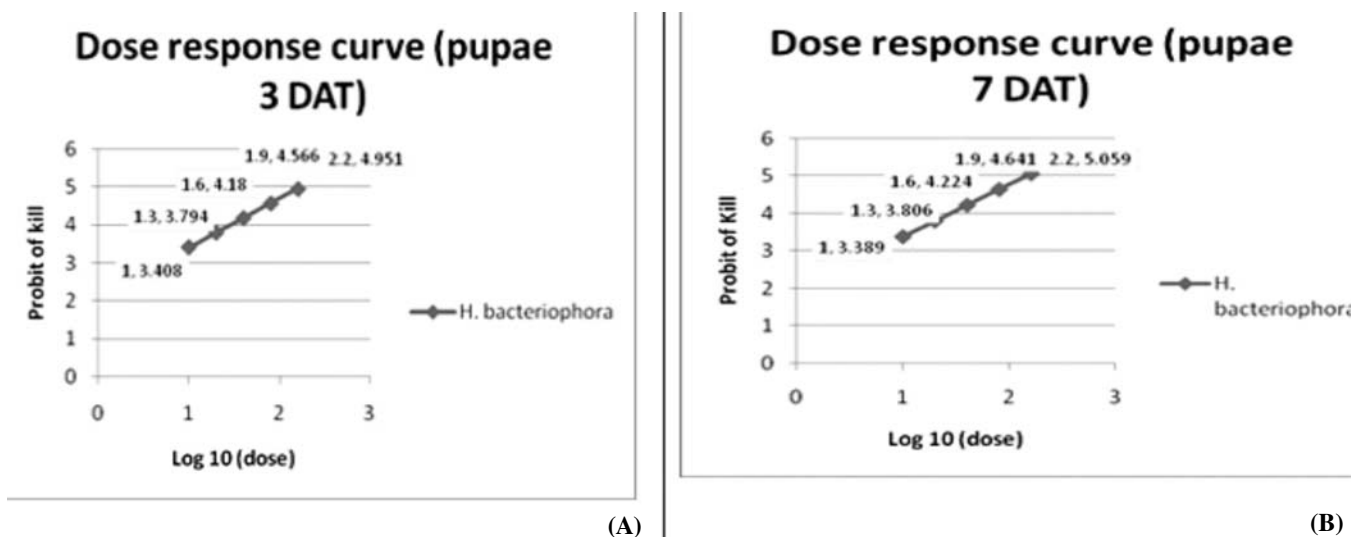 Dose response curve (pupae
3 DAT)
6
5
4
3
2
1
0
1.9, 4.566
2.2, 4.951
1.6, 4.18
1.3, 3.794
1, 3.408
Probit of kill
H. bacteriophora
0
1
2
3
Log 10 (dose)
(A)
Dose response curve (pupae
7 DAT)
6
5
4
3
2
1
0
1.9, 4.641
2.2, 5.059
1.6, 4.224
1.3, 3.806
1, 3.389
Probit of Kill
H.
bacteriophora
0
1
2
3
Log 10 (dose)
(B)